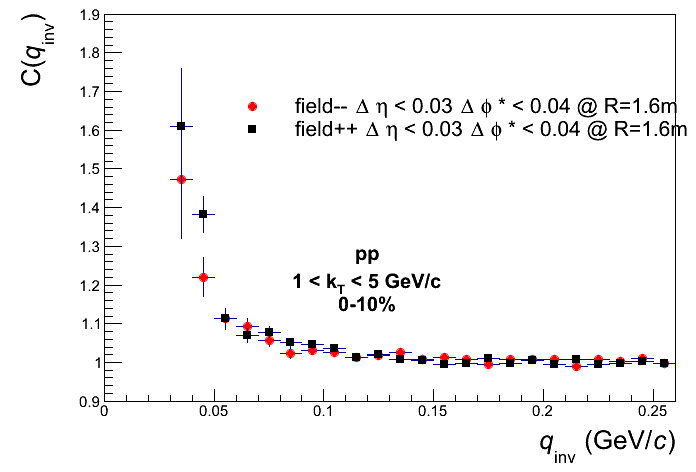 C(q_inv)
1.9
1.8
1.7
1.6
1.5
1.4
1.3
1.2
1.1
1
0.9
field-- Δ η < 0.03 Δ ϕ * < 0.04 @ R=1.6m
field++ Δ η < 0.03 Δ ϕ * < 0.04 @ R=1.6m
pp
1 < k_T < 5 GeV/c
0-10%
0 0.05 0.1 0.15 0.2 0.25
q_inv (GeV/c)